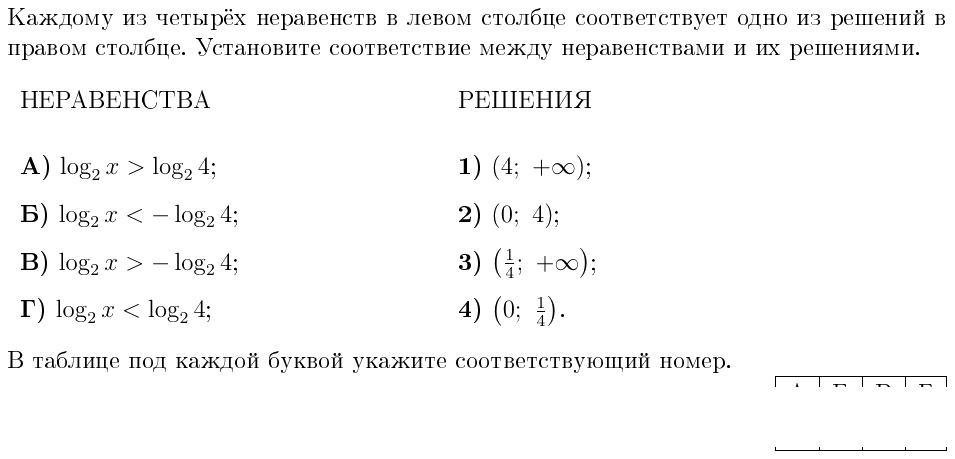 Каждому из четырёх неравенств в левом столбце соответствует одно из решений в
правом столбце. Установите соответствие между неравенствами и их решениями.
НЕРАВЕНСТВА РЕШЕНИЯ
А) log₂ x > log₂ 4; 1) (4; +∞);
Б) log₂ x < − log₂ 4; 2) (0; 4);
В) log₂ x > − log₂ 4; 3) (1/4; +∞);
Г) log₂ x < log₂ 4; 4) (0; 1/4).
В таблице под каждой буквой укажите соответствующий номер.